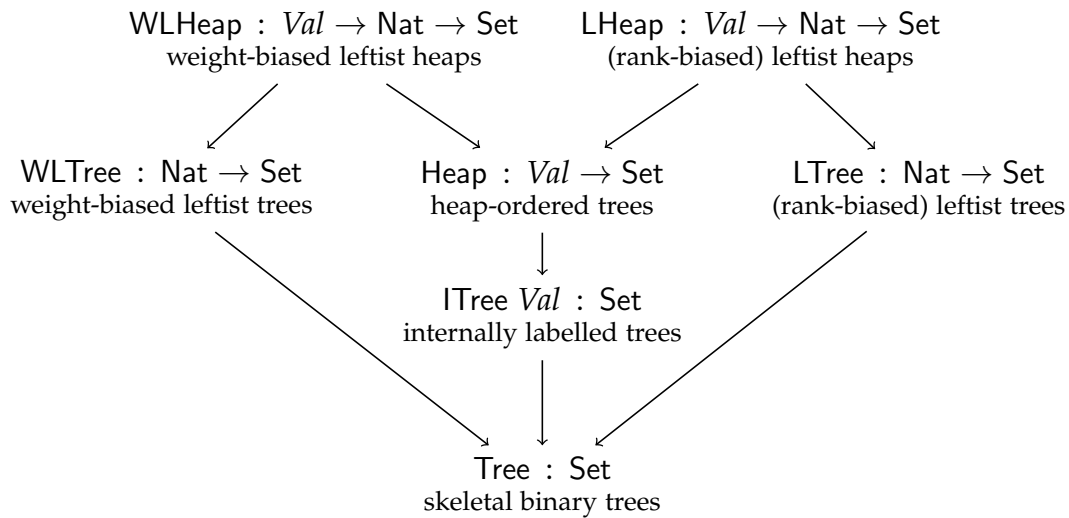 WLHeap : Val → Nat → Set LHeap : Val → Nat → Set
weight-biased leftist heaps (rank-biased) leftist heaps
WLTree : Nat → Set Heap : Val → Set LTree : Nat → Set
weight-biased leftist trees heap-ordered trees (rank-biased) leftist trees
ITree Val : Set
internally labelled trees
Tree : Set
skeletal binary trees